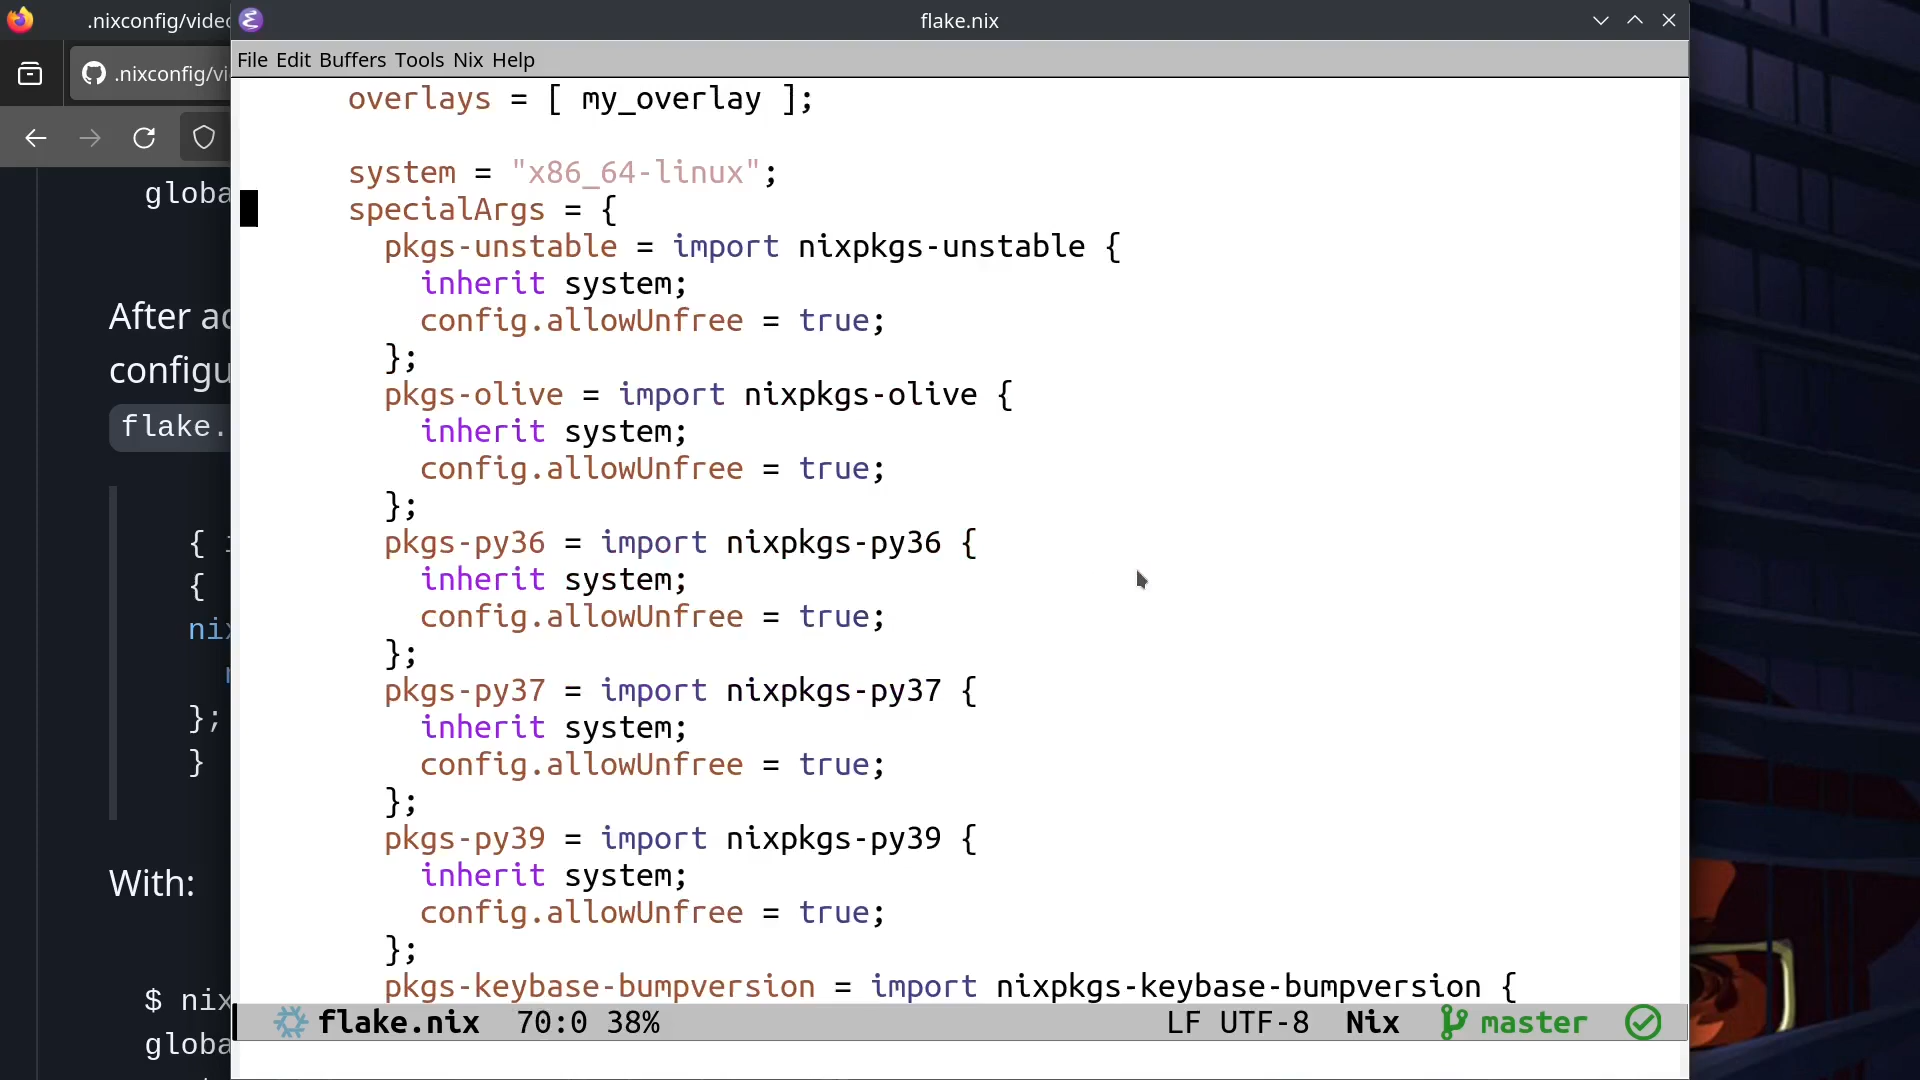 .nixconfig/vide
flake.nix
.nixconfig/vi
File Edit Buffers Tools Nix Help
overlays = [ my_overlay ];
system = "x86_64-linux";
specialArgs = {
pkgs-unstable = import nixpkgs-unstable {
inherit system;
config.allowUnfree = true;
};
pkgs-olive = import nixpkgs-olive {
inherit system;
config.allowUnfree = true;
};
pkgs-py36 = import nixpkgs-py36 {
inherit system;
config.allowUnfree = true;
};
pkgs-py37 = import nixpkgs-py37 {
inherit system;
config.allowUnfree = true;
};
pkgs-py39 = import nixpkgs-py39 {
inherit system;
config.allowUnfree = true;
};
pkgs-keybase-bumpversion = import nixpkgs-keybase-bumpversion {
flake.nix 70:0 38% LF UTF-8 Nix master
globa
After a
configu
flake.
{
{
nix
};
}
With:
$ nix
globa